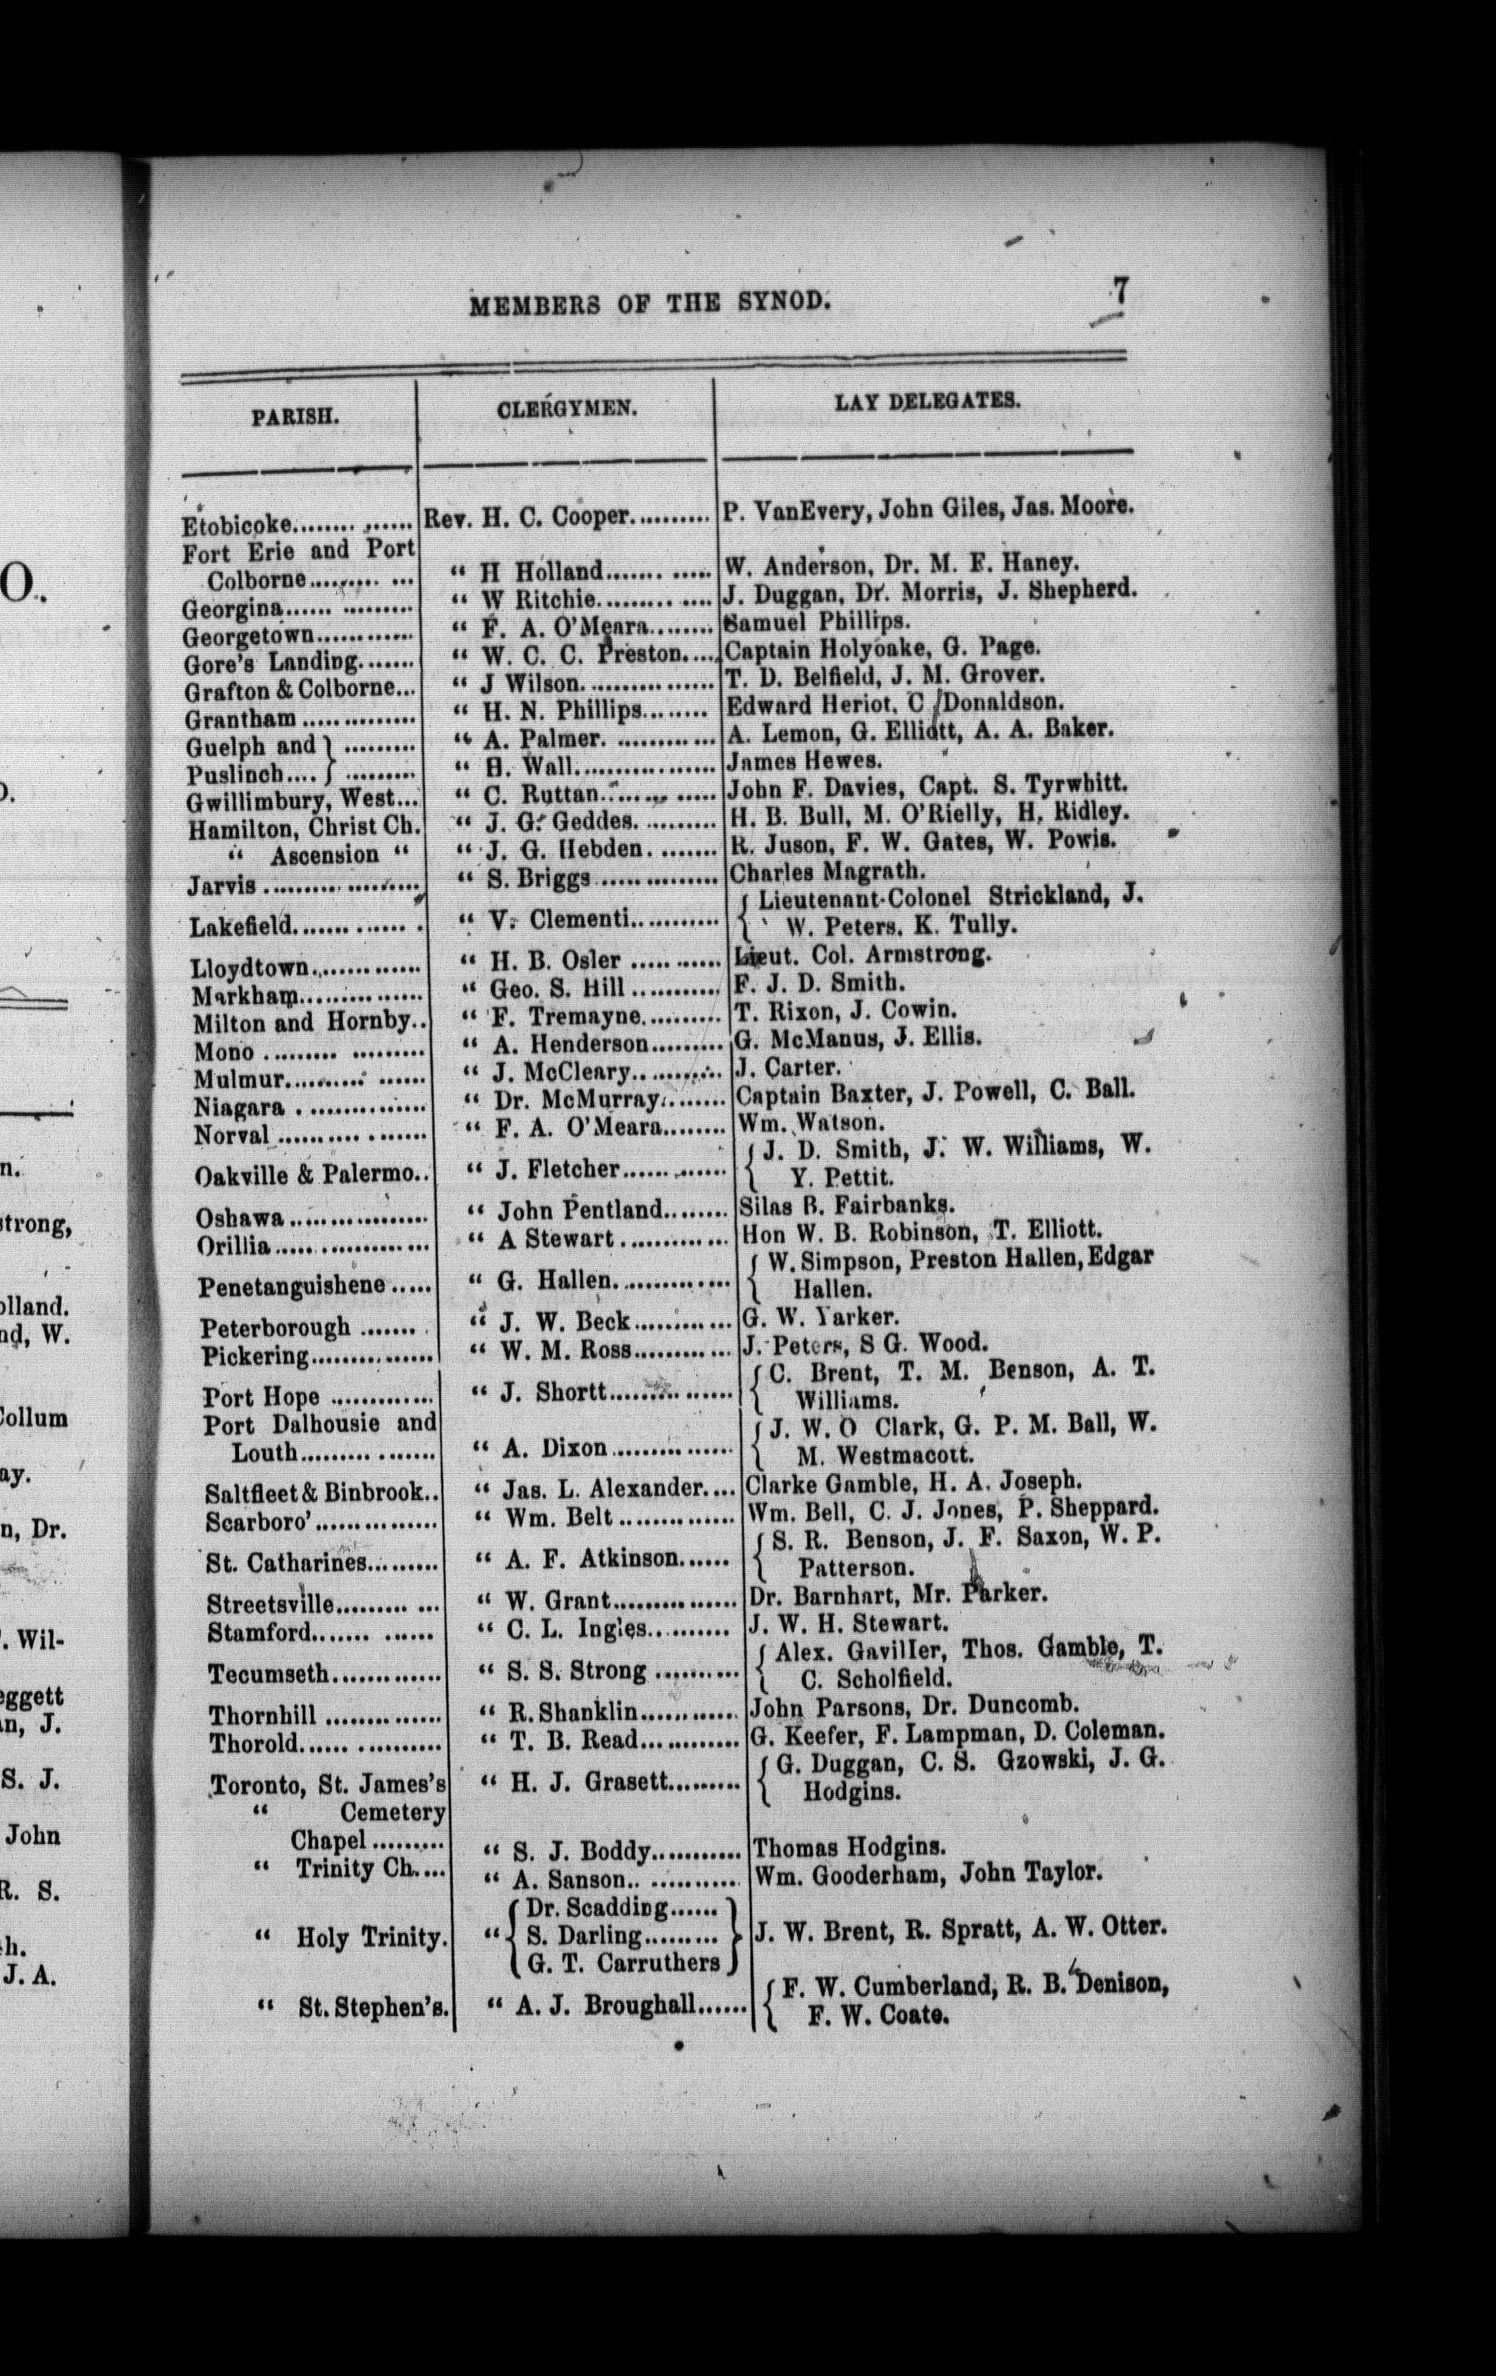 MEMBERS OF THE SYNOD. 7
PARISH. CLERGYMEN. LAY DELEGATES.
Etobicoke.............. Rev. H. C. Cooper.......... P. VanEvery, John Giles, Jas. Moore.
Fort Erie and Port
Colborne............ “ H Holland............ W. Anderson, Dr. M. F. Haney.
Georgina............... “ W Ritchie............. J. Duggan, Dr. Morris, J. Shepherd.
Georgetown............ “ F. A. O'Meara........ Samuel Phillips.
Gore's Landing....... “ W. C. C. Preston.... Captain Holyoake, G. Page.
Grafton & Colborne... “ J Wilson............... T. D. Belfield, J. M. Grover.
Grantham .............. “ H. N. Phillips........ Edward Heriot, C Donaldson.
Guelph and } ......... “ A. Palmer. ........... A. Lemon, G. Elliott, A. A. Baker.
Puslinch.... } ......... “ H. Wall................. James Hewes.
Gwillimbury, West... “ C. Ruttan.............. John F. Davies, Capt. S. Tyrwhitt.
Hamilton, Christ Ch. “ J. G. Geddes. ......... H. B. Bull, M. O'Rielly, H. Ridley.
“ Ascension “ “ J. G. Hebden. ....... R. Juson, F. W. Gates, W. Powis.
Jarvis .................... “ S. Briggs............... Charles Magrath.
Lakefield............... “ V. Clementi........... { Lieutenant-Colonel Strickland, J.
W. Peters, K. Tully.
Lloydtown............. “ H. B. Osler ........... Lieut. Col. Armstrong.
Markham............... “ Geo. S. Hill ........... F. J. D. Smith.
Milton and Hornby.. “ F. Tremayne.......... T. Rixon, J. Cowin.
Mono .................. “ A. Henderson......... G. McManus, J. Ellis.
Mulmur................ “ J. McCleary........... J. Carter.
Niagara ............... “ Dr. McMurray........ Captain Baxter, J. Powell, C. Ball.
Norval .................. “ F. A. O'Meara........ Wm. Watson.
Oakville & Palermo.. “ J. Fletcher............. { J. D. Smith, J. W. Williams, W.
Y. Pettit.
Oshawa................. “ John Pentland........ Silas B. Fairbanks.
Orillia................... “ A Stewart............. Hon W. B. Robinson, T. Elliott.
Penetanguishene ..... “ G. Hallen.............. { W. Simpson, Preston Hallen, Edgar
Hallen.
Peterborough ........ “ J. W. Beck............ G. W. Yarker.
Pickering............... “ W. M. Ross............ J. Peters, S G. Wood.
Port Hope ............. “ J. Shortt............... { C. Brent, T. M. Benson, A. T.
Williams.
Port Dalhousie and
Louth................ “ A. Dixon............... { J. W. O Clark, G. P. M. Ball, W.
M. Westmacott.
Saltfleet & Binbrook.. “ Jas. L. Alexander.... Clarke Gamble, H. A. Joseph.
Scarboro'............... “ Wm. Belt.............. Wm. Bell, C. J. Jones, P. Sheppard.
St. Catharines......... “ A. F. Atkinson...... { S. R. Benson, J. F. Saxon, W. P.
Patterson.
Streetsville............ “ W. Grant............... Dr. Barnhart, Mr. Parker.
Stamford............... “ C. L. Ingles........... J. W. H. Stewart.
Tecumseth............. “ S. S. Strong .......... { Alex. Gaviller, Thos. Gamble, T.
C. Scholfield.
Thornhill .............. “ R. Shanklin............ John Parsons, Dr. Duncomb.
Thorold................ “ T. B. Read............ G. Keefer, F. Lampman, D. Coleman.
Toronto, St. James's “ H. J. Grasett......... { G. Duggan, C. S. Gzowski, J. G.
Hodgins.
“ Cemetery
Chapel ......... “ S. J. Boddy........... Thomas Hodgins.
“ Trinity Ch.... “ A. Sanson............ Wm. Gooderham, John Taylor.
{ Dr. Scadding...... }
“ Holy Trinity. “ { S. Darling......... } J. W. Brent, R. Spratt, A. W. Otter.
{ G. T. Carruthers }
“ St. Stephen's. “ A. J. Broughall...... { F. W. Cumberland, R. B. Denison,
F. W. Coate.
O.
n.
strong,
olland.
nd, W.
Collum
ay.
n, Dr.
. Wil-
eggett
n, J.
S. J.
John
R. S.
h.
J. A.